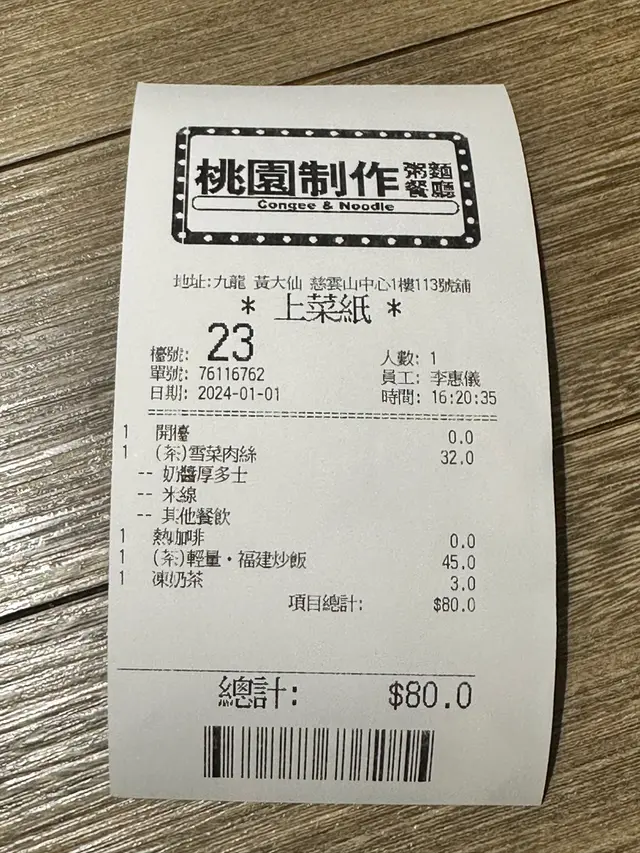 桃園制作 粥麵餐廳
Congee & Noodle
地址:九龍 黃大仙 慈雲山中心1樓113號舖
* 上菜紙 *
檯號: 23 人數: 1
單號: 76116762 員工: 李惠儀
日期: 2024-01-01 時間: 16:20:35
1 開檯 0.0
1 (茶)雪菜肉絲 32.0
-- 奶醬厚多士
-- 米線
-- 其他餐飲
1 熱咖啡 0.0
1 (茶)輕量・福建炒飯 45.0
1 凍奶茶 3.0
項目總計: $80.0
總計: $80.0